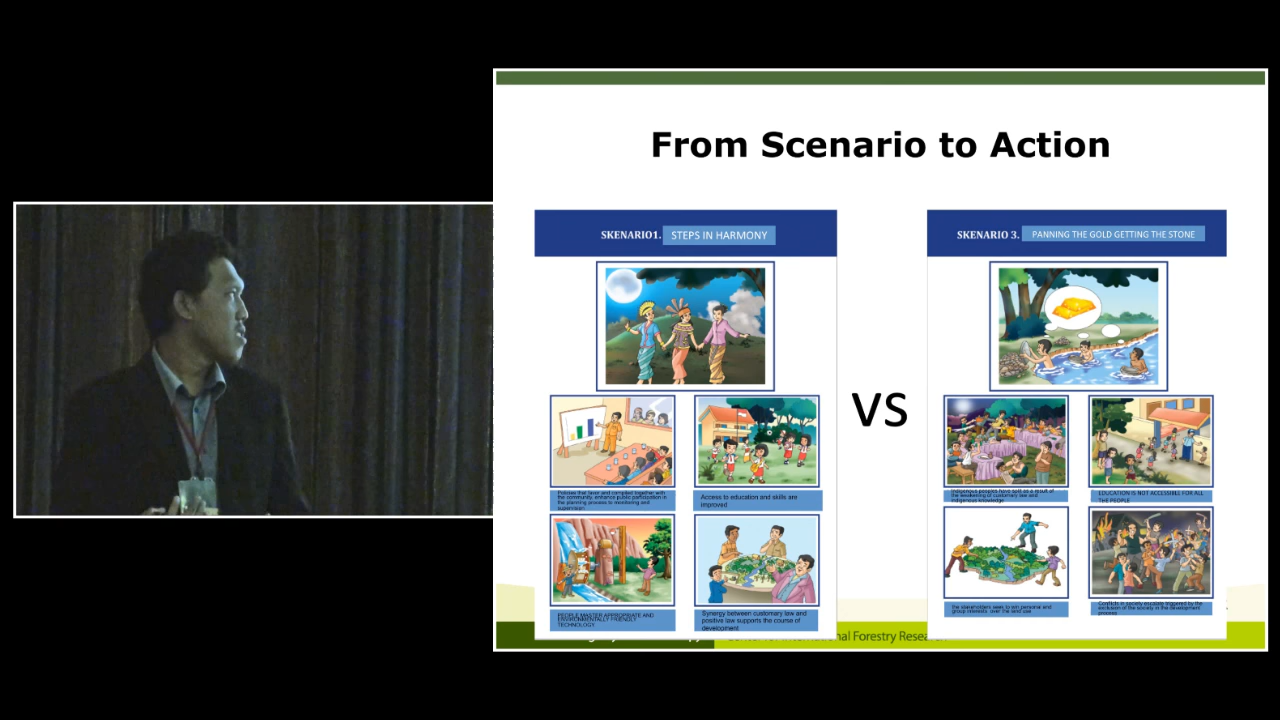 From Scenario to Action
SKENARIO1. STEPS IN HARMONY
Policies that favor and compiled together with
the community, enhance public participation in
the planning process to monitoring and
supervision
Access to education and skills are
improved
PEOPLE MASTER APPROPRIATE AND
ENVIRONMENTALLY FRIENDLY
TECHNOLOGY
Synergy between customary law and
positive law supports the course of
development
VS
SKENARIO 3. PANNING THE GOLD GETTING THE STONE
Indigenous peoples have split as a result of
the weakening of customary law and
indigenous knowledge
EDUCATION IS NOT ACCESSIBLE FOR ALL
THE PEOPLE
the stakeholders seek to win personal and
group interests over the land use
Conflicts in society escalate triggered by the
exclusion of the society in the development
process
International Forestry